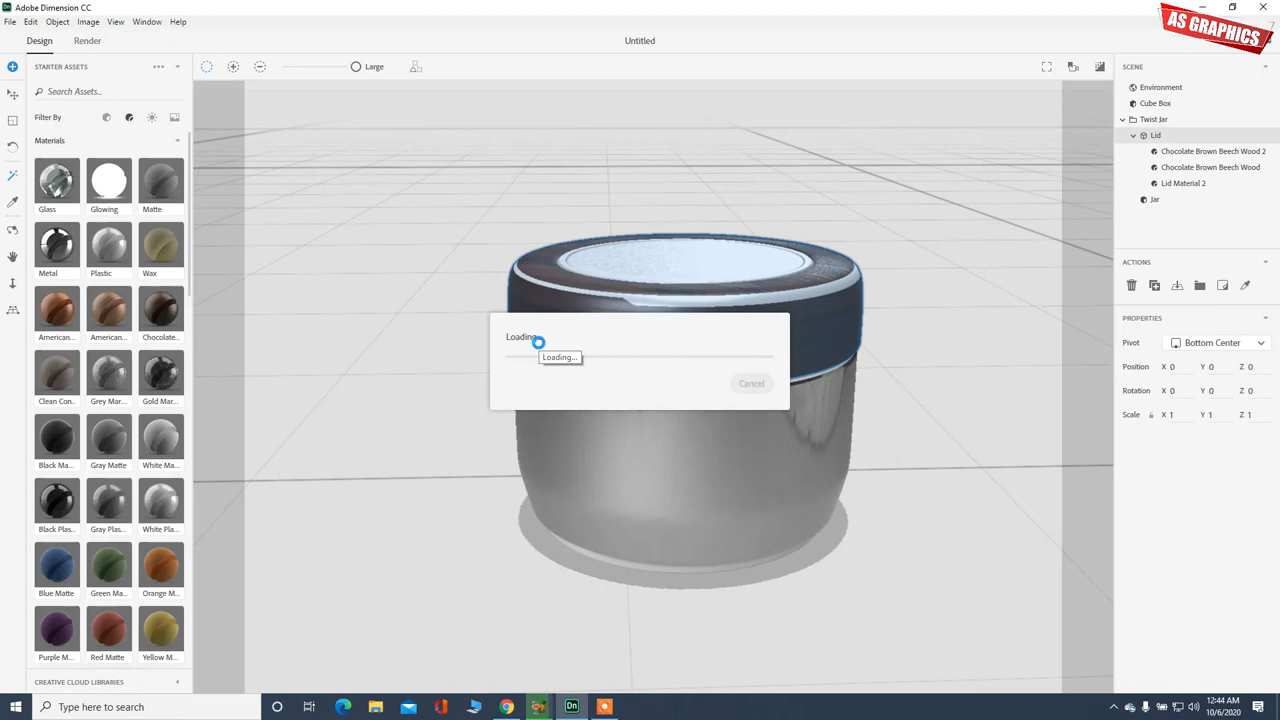 Adobe Dimension CC
File Edit Object Image View Window Help
AS GRAPHICS
Design Render
Untitled
STARTER ASSETS
Large
SCENE
Search Assets...
Filter By
Materials
Glass Glowing Matte
Metal Plastic Wax
American... American... Chocolate...
Clean Con... Grey Mar... Gold Mar...
Black Ma... Gray Matte White Ma...
Black Plas... Gray Plas... White Pla...
Blue Matte Green Ma... Orange M...
Purple M... Red Matte Yellow M...
CREATIVE CLOUD LIBRARIES
Loading...
Cancel
Environment
Cube Box
Twist Jar
Lid
Chocolate Brown Beech Wood 2
Chocolate Brown Beech Wood
Lid Material 2
Jar
ACTIONS
PROPERTIES
Pivot Bottom Center
Position X 0 Y 0 Z 0
Rotation X 0 Y 0 Z 0
Scale X 1 Y 1 Z 1
Dn
Type here to search
Dn
12:44 AM
10/6/2020